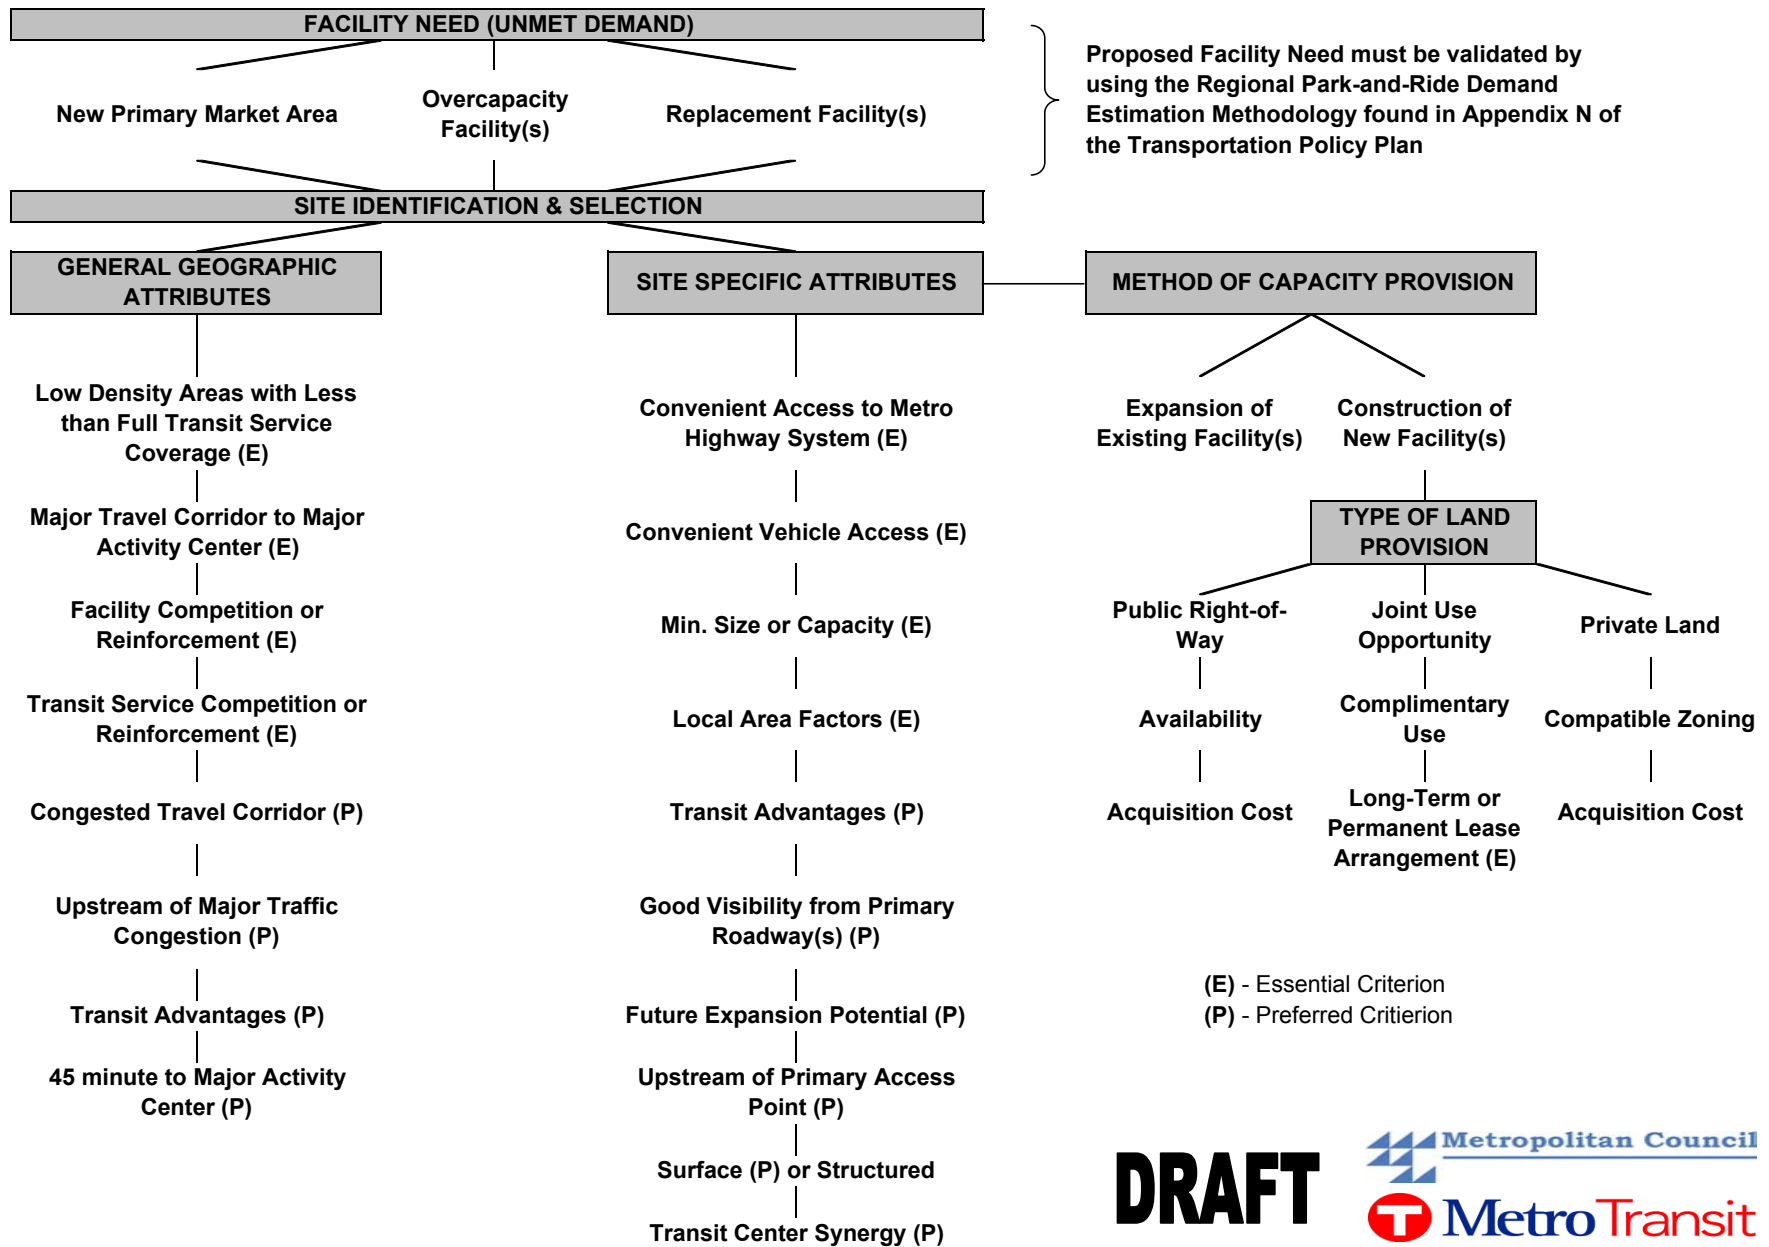 FACILITY NEED (UNMET DEMAND)
New Primary Market Area
Overcapacity
Facility(s)
Replacement Facility(s)
Proposed Facility Need must be validated by
using the Regional Park-and-Ride Demand
Estimation Methodology found in Appendix N of
the Transportation Policy Plan
SITE IDENTIFICATION & SELECTION
GENERAL GEOGRAPHIC
ATTRIBUTES
Low Density Areas with Less
than Full Transit Service
Coverage (E)
Major Travel Corridor to Major
Activity Center (E)
Facility Competition or
Reinforcement (E)
Transit Service Competition or
Reinforcement (E)
Congested Travel Corridor (P)
Upstream of Major Traffic
Congestion (P)
Transit Advantages (P)
45 minute to Major Activity
Center (P)
SITE SPECIFIC ATTRIBUTES
Convenient Access to Metro
Highway System (E)
Convenient Vehicle Access (E)
Min. Size or Capacity (E)
Local Area Factors (E)
Transit Advantages (P)
Good Visibility from Primary
Roadway(s) (P)
Future Expansion Potential (P)
Upstream of Primary Access
Point (P)
Surface (P) or Structured
Transit Center Synergy (P)
METHOD OF CAPACITY PROVISION
Expansion of
Existing Facility(s)
Construction of
New Facility(s)
TYPE OF LAND
PROVISION
Public Right-of-
Way
Availability
Acquisition Cost
Joint Use
Opportunity
Complimentary
Use
Long-Term or
Permanent Lease
Arrangement (E)
Private Land
Compatible Zoning
Acquisition Cost
(E) - Essential Criterion
(P) - Preferred Critierion
DRAFT
Metropolitan Council
T MetroTransit